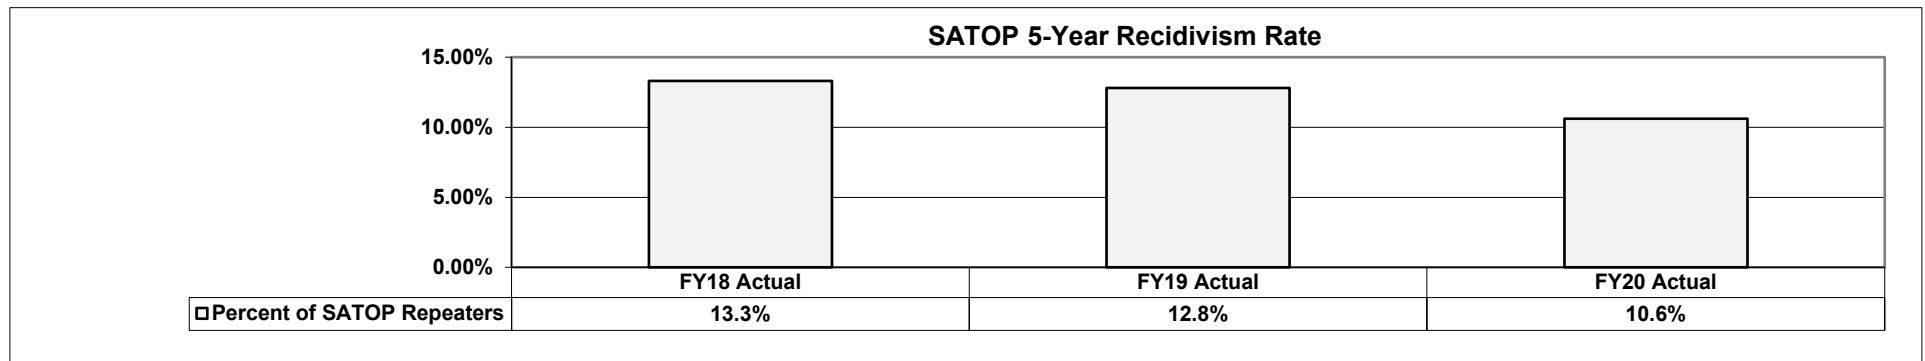 SATOP 5-Year Recidivism Rate
15.00%
10.00%
5.00%
0.00%
FY18 Actual FY19 Actual FY20 Actual
Percent of SATOP Repeaters 13.3% 12.8% 10.6%